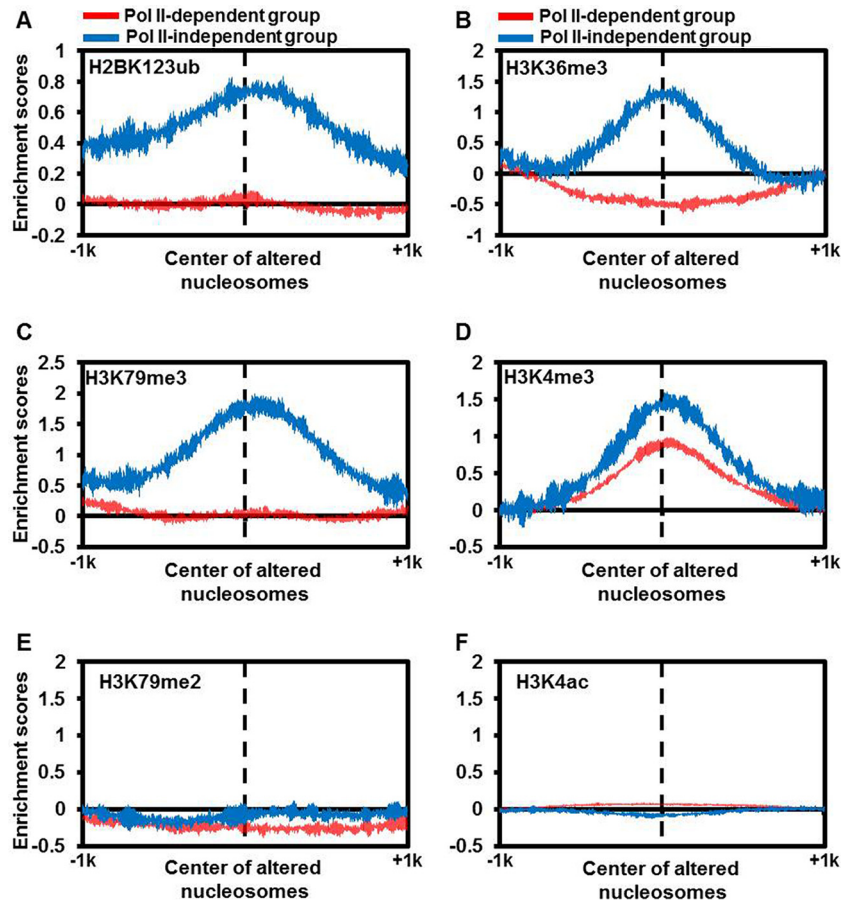 A
Pol II-dependent group
Pol II-independent group
H2BK123ub
Enrichment scores
1
0.8
0.6
0.4
0.2
0
-0.2
-1k
+1k
Center of altered
nucleosomes
B
Pol II-dependent group
Pol II-independent group
H3K36me3
2
1.5
1
0.5
0
-0.5
-1
-1k
+1k
Center of altered
nucleosomes
C
H3K79me3
Enrichment scores
2.5
2
1.5
1
0.5
0
-0.5
-1k
+1k
Center of altered
nucleosomes
D
H3K4me3
2
1.5
1
0.5
0
-0.5
-1k
+1k
Center of altered
nucleosomes
E
H3K79me2
Enrichment scores
2
1.5
1
0.5
0
-0.5
-1k
+1k
Center of altered
nucleosomes
F
H3K4ac
2
1.5
1
0.5
0
-0.5
-1k
+1k
Center of altered
nucleosomes